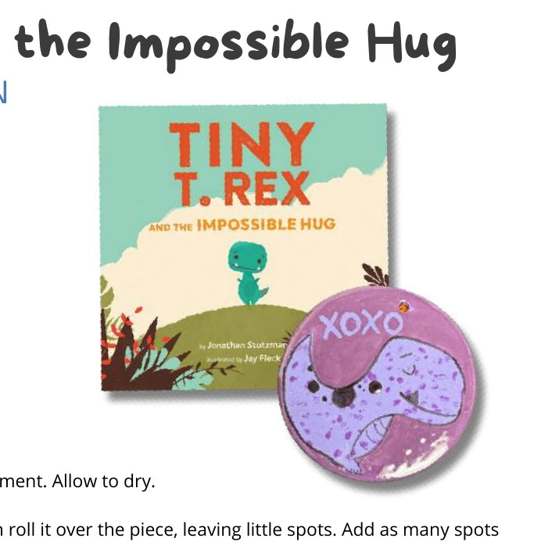 the Impossible Hug
N
TINY
T. REX
AND THE IMPOSSIBLE HUG
by Jonathan Stutzman
illustrated by Jay Fleck
XOXO
ment. Allow to dry.
roll it over the piece, leaving little spots. Add as many spots